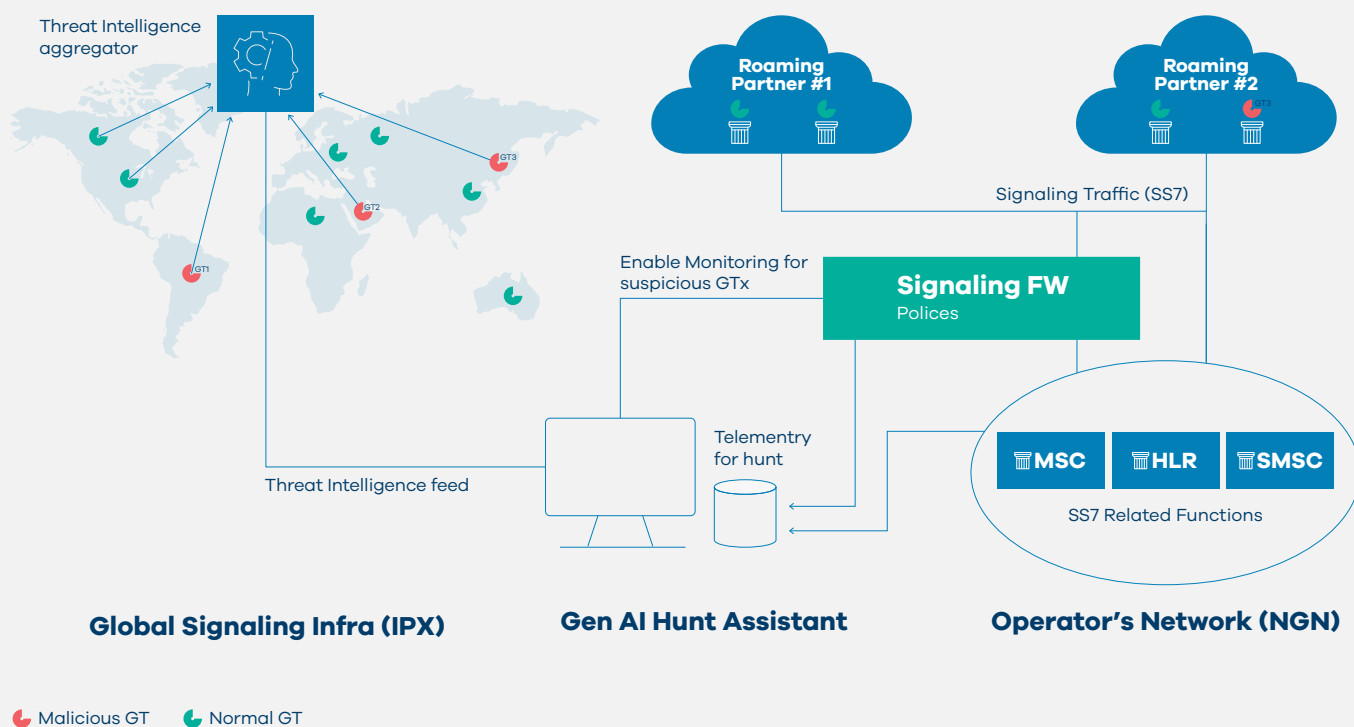 Threat Intelligence
aggregator
Roaming
Partner #1
Roaming
Partner #2
GT3
GT3
GT2
GT1
Signaling Traffic (SS7)
Enable Monitoring for
suspicious GTx
Signaling FW
Polices
Telementry
for hunt
MSC
HLR
SMSC
Threat Intelligence feed
SS7 Related Functions
Global Signaling Infra (IPX)
Gen AI Hunt Assistant
Operator’s Network (NGN)
Malicious GT
Normal GT